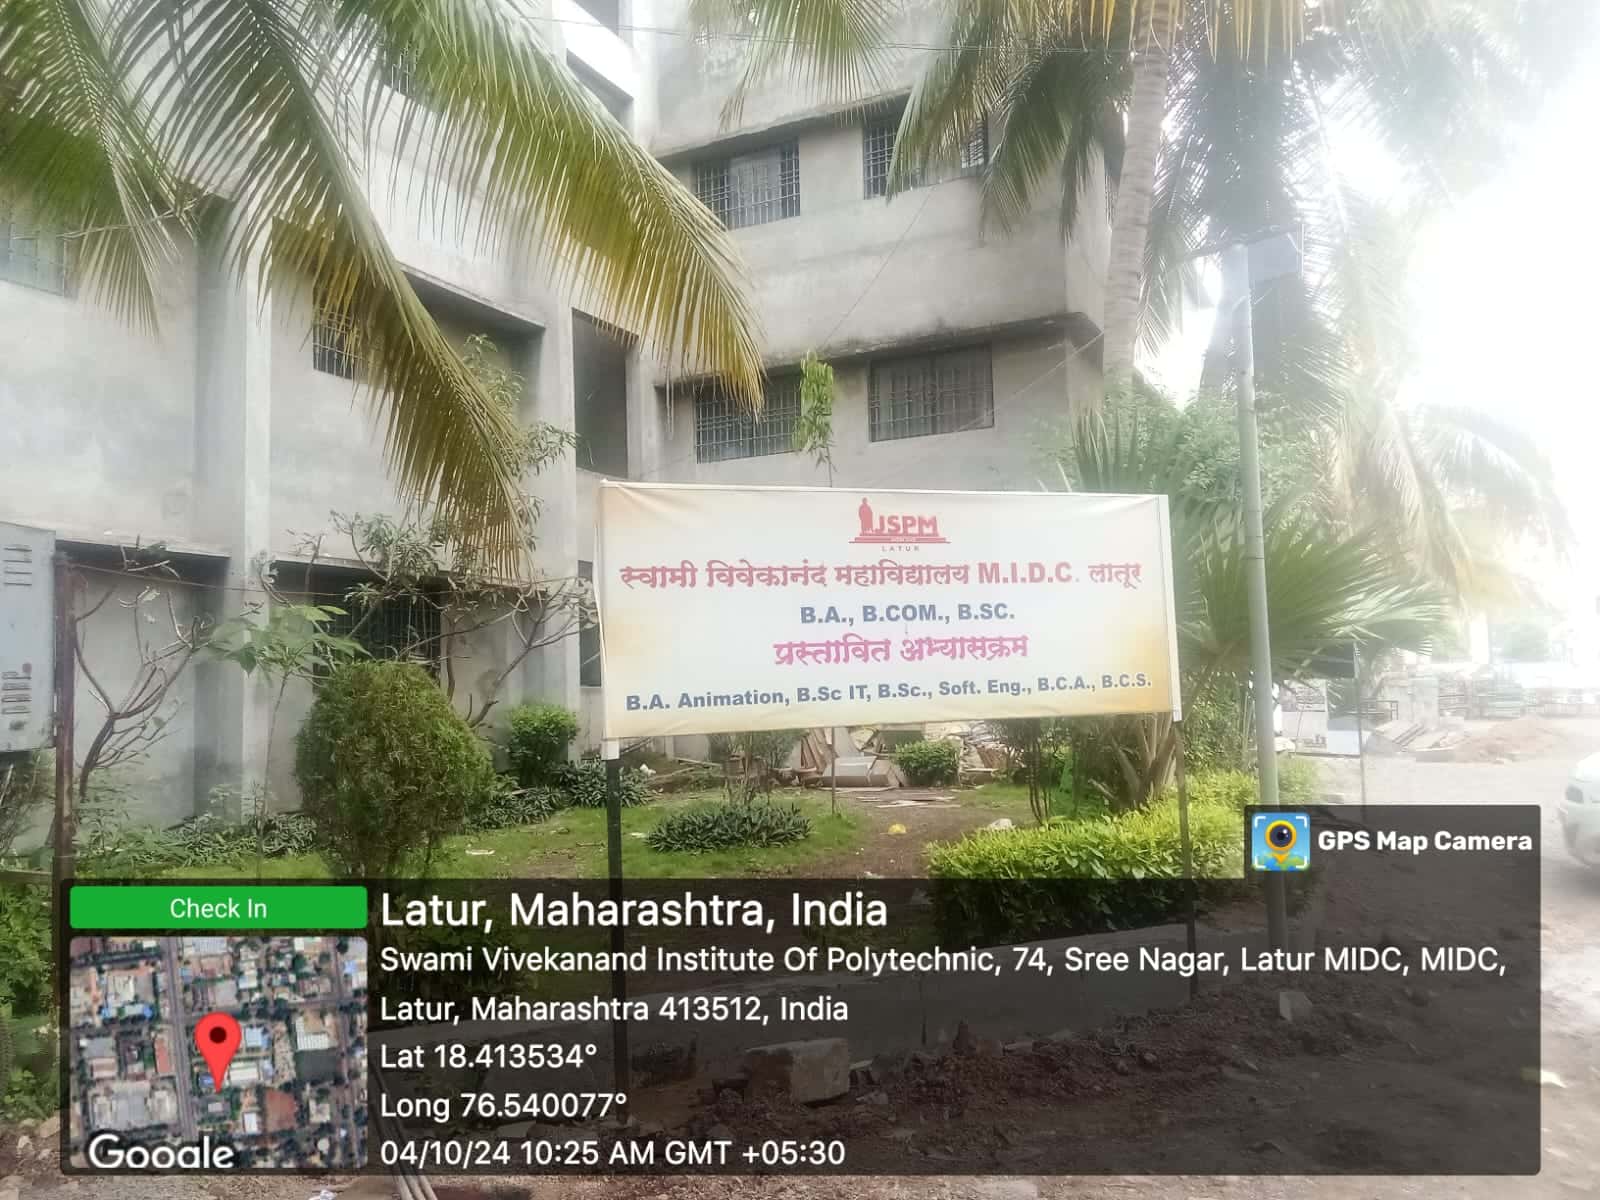 JSPM
LATUR
स्वामी विवेकानंद महाविद्यालय M.I.D.C. लातूर
B.A., B.COM., B.SC.
प्रस्तावित अभ्यासक्रम
B.A. Animation, B.Sc IT, B.Sc., Soft. Eng., B.C.A., B.C.S.
GPS Map Camera
Check In
Latur, Maharashtra, India
Swami Vivekanand Institute Of Polytechnic, 74, Sree Nagar, Latur MIDC, MIDC,
Latur, Maharashtra 413512, India
Lat 18.413534°
Long 76.540077°
04/10/24 10:25 AM GMT +05:30
Google